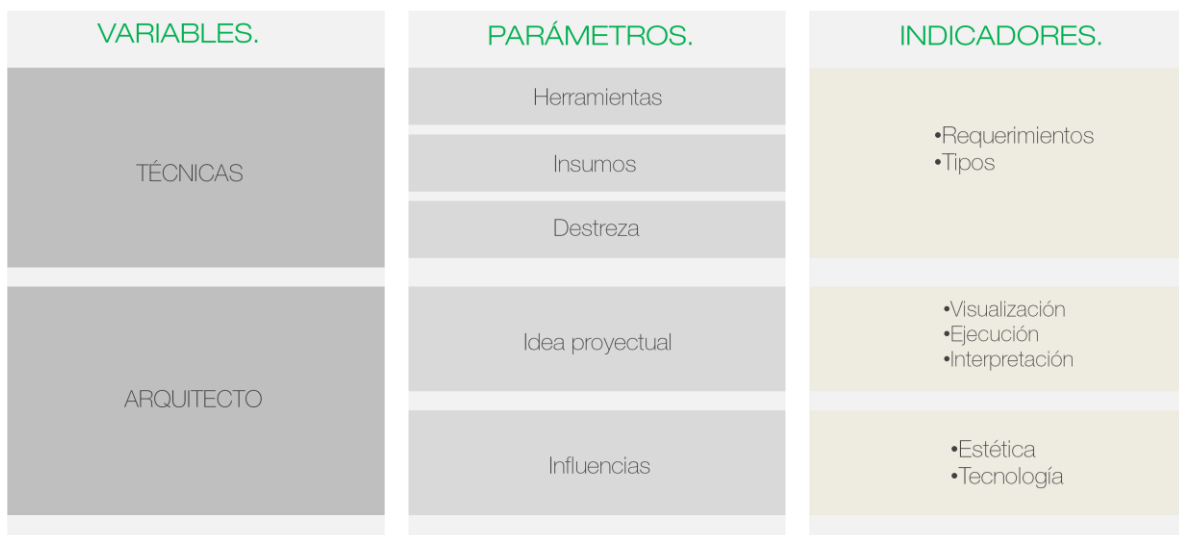 VARIABLES.
PARÁMETROS.
INDICADORES.
TÉCNICAS
Herramientas
Insumos
Destreza
•Requerimientos
•Tipos
ARQUITECTO
Idea proyectual
•Visualización
•Ejecución
•Interpretación
Influencias
•Estética
•Tecnología